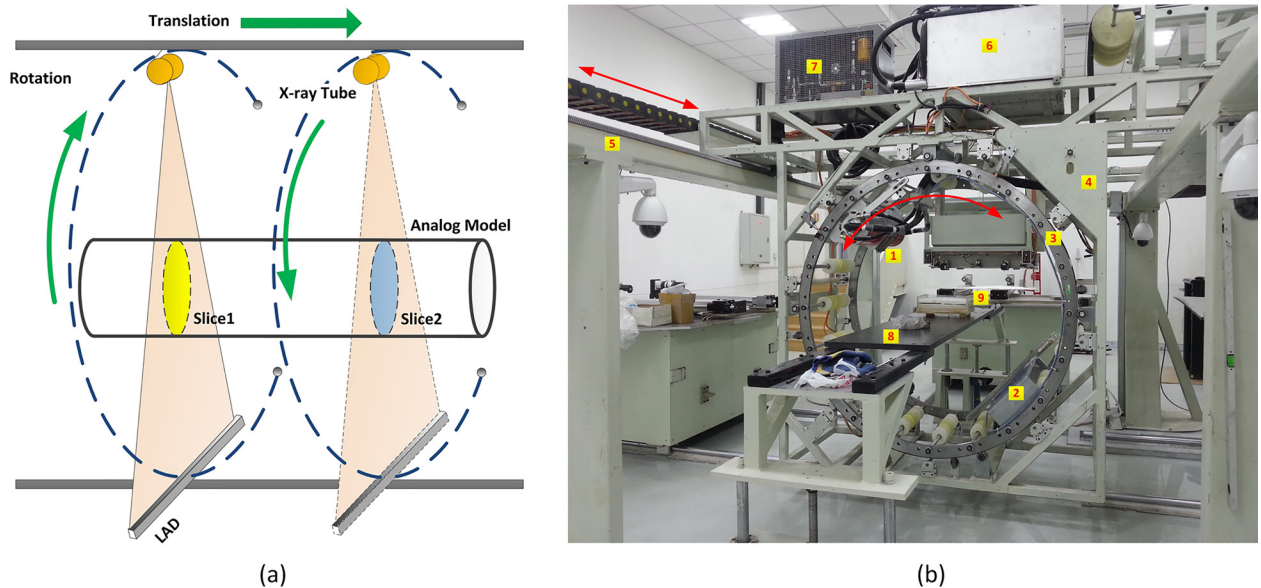 Translation
Rotation
X-ray Tube
Analog Model
Slice1
Slice2
LAD
(a)
7
6
5
4
1
3
9
8
2
(b)